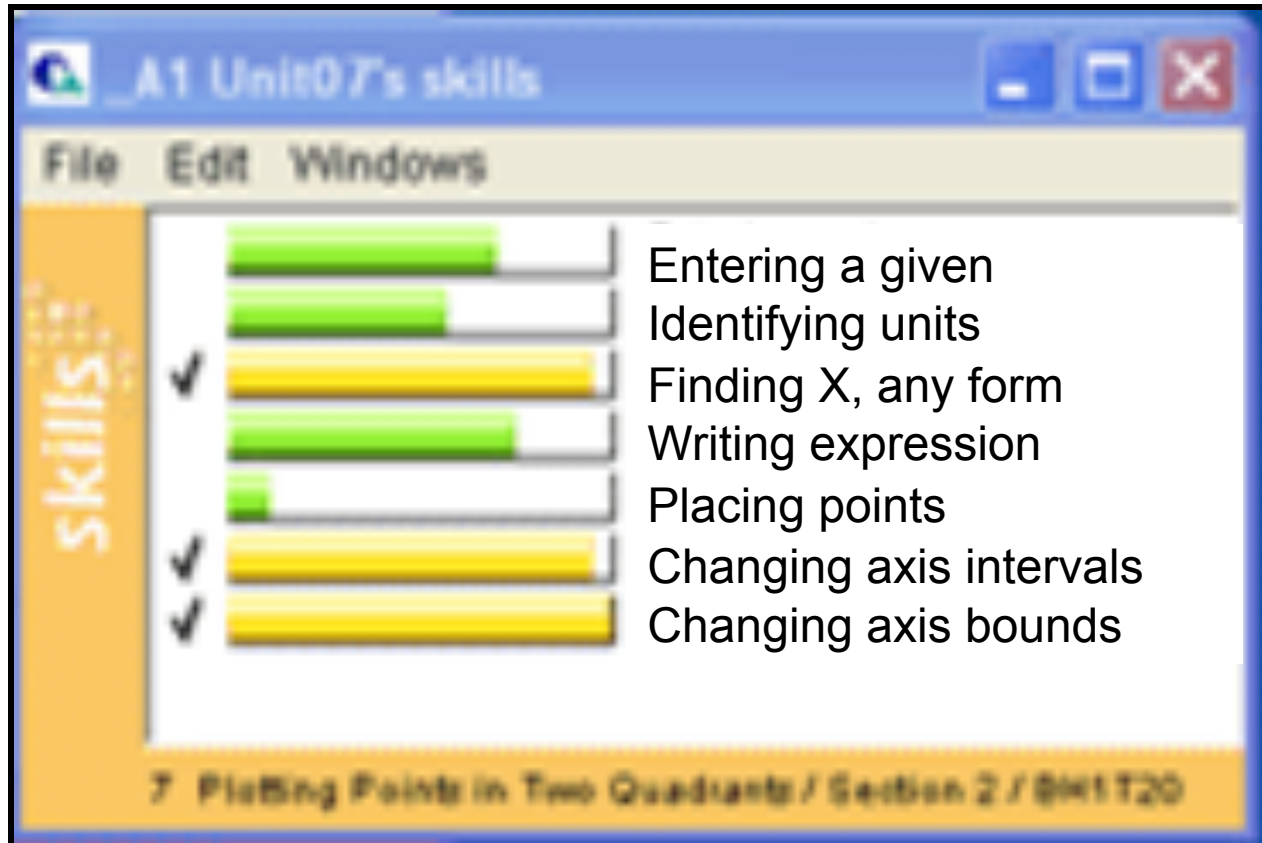 _A1 Unit07's skills
File Edit Windows
skills
Entering a given
Identifying units
Finding X, any form
Writing expression
Placing points
Changing axis intervals
Changing axis bounds
7 Plotting Points in Two Quadrants / Section 2 / BH1T20